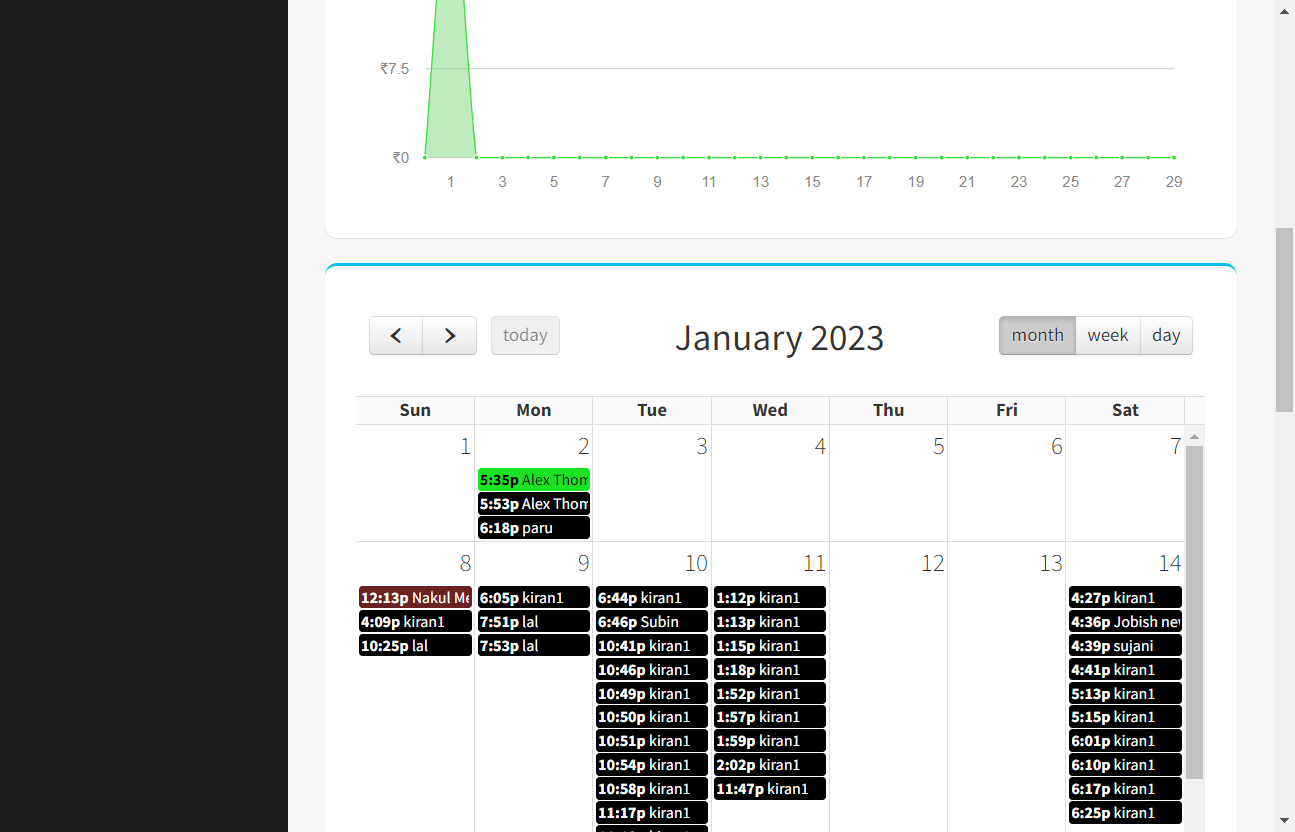 ₹7.5
₹0
1 3 5 7 9 11 13 15 17 19 21 23 25 27 29
today January 2023 month week day
Sun Mon Tue Wed Thu Fri Sat
1 2 3 4 5 6 7
5:35p Alex Thom
5:53p Alex Thom
6:18p paru
8 9 10 11 12 13 14
12:13p Nakul Me 6:05p kiran1 6:44p kiran1 1:12p kiran1 4:27p kiran1
4:09p kiran1 7:51p lal 6:46p Subin 1:13p kiran1 4:36p Jobish nev
10:25p lal 7:53p lal 10:41p kiran1 1:15p kiran1 4:39p sujani
10:46p kiran1 1:18p kiran1 4:41p kiran1
10:49p kiran1 1:52p kiran1 5:13p kiran1
10:50p kiran1 1:57p kiran1 5:15p kiran1
10:51p kiran1 1:59p kiran1 6:01p kiran1
10:54p kiran1 2:02p kiran1 6:10p kiran1
10:58p kiran1 11:47p kiran1 6:17p kiran1
11:17p kiran1 6:25p kiran1